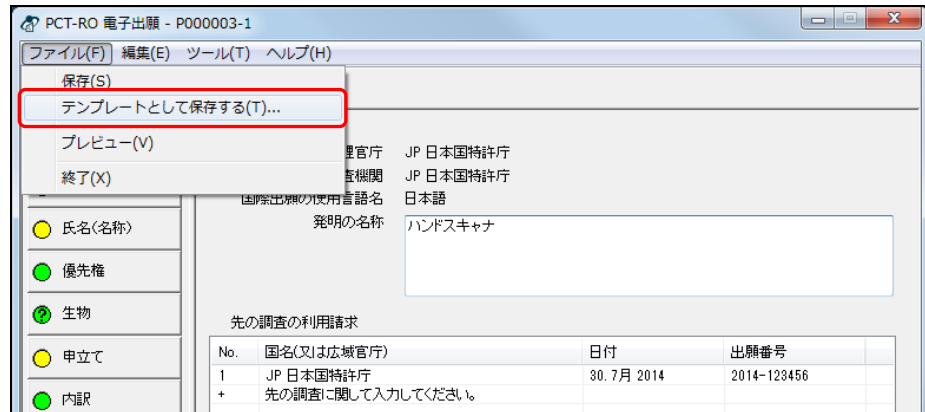 PCT-RO 電子出願 - P000003-1
ファイル(F) 編集(E) ツール(T) ヘルプ(H)
保存(S)
テンプレートとして保存する(T)...
プレビュー(V)
終了(X)
理官庁 JP 日本国特許庁
査機関 JP 日本国特許庁
国際出願の使用言語名 日本語
発明の名称 ハンドスキャナ
氏名(名称)
優先権
生物
申立て
内訳
先の調査の利用請求
No. 国名(又は広域官庁) 日付 出願番号
1 JP 日本国特許庁 30. 7月 2014 2014-123456
+ 先の調査に関して入力してください。